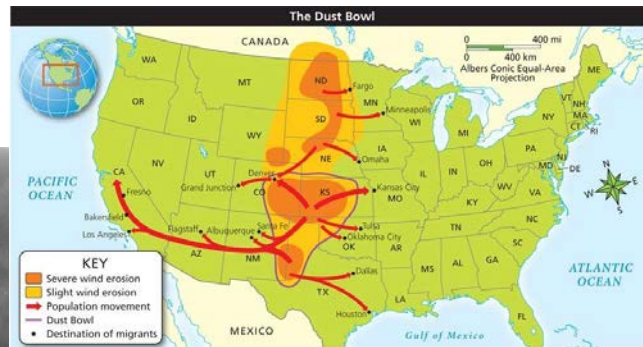 The Dust Bowl
CANADA
0 400 mi
0 400 km
Albers Conic Equal-Area
Projection
WA
MT
ND
Fargo
MN
ME
VT
NH
MA
CT
RI
OR
ID
SD
Minneapolis
WI
MI
NY
WY
NE
IA
Omaha
PA
NJ
DE
MD
NV
UT
Denver
Grand Junction
CO
KS
Kansas City
MO
IL
IN
OH
WV
VA
KY
CA
Fresno
PACIFIC
OCEAN
Bakersfield
Los Angeles
Flagstaff
Albuquerque
Santa Fe
Tulsa
Oklahoma City
OK
AR
TN
NC
SC
AZ
NM
Dallas
TX
MS
AL
GA
LA
Houston
FL
ATLANTIC
OCEAN
N
E
S
W
MEXICO
Gulf of Mexico
KEY
Severe wind erosion
Slight wind erosion
Population movement
Dust Bowl
Destination of migrants